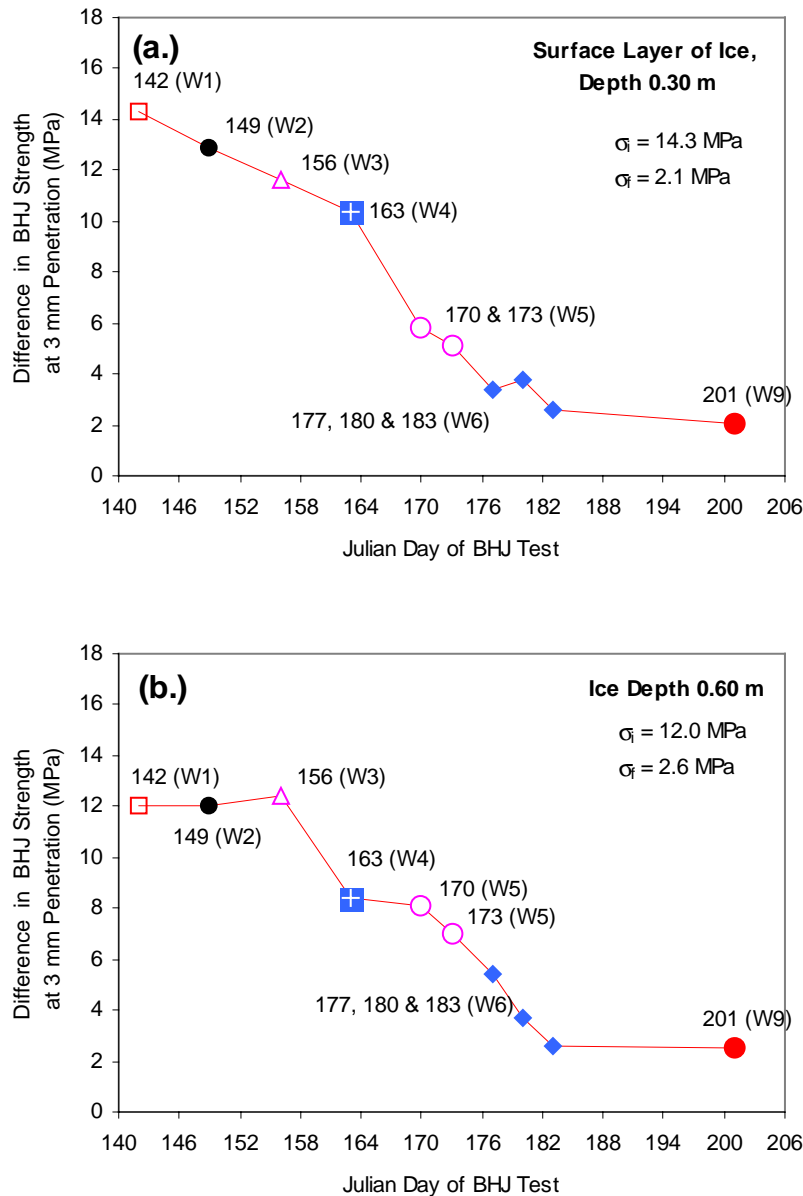 (a.)
Surface Layer of Ice,
Depth 0.30 m
σi = 14.3 MPa
σf = 2.1 MPa
142 (W1)
149 (W2)
156 (W3)
163 (W4)
170 & 173 (W5)
177, 180 & 183 (W6)
201 (W9)
Difference in BHJ Strength
at 3 mm Penetration (MPa)
18
16
14
12
10
8
6
4
2
0
140 146 152 158 164 170 176 182 188 194 200 206
Julian Day of BHJ Test
(b.)
Ice Depth 0.60 m
σi = 12.0 MPa
σf = 2.6 MPa
142 (W1)
149 (W2)
156 (W3)
163 (W4)
170 (W5)
173 (W5)
177, 180 & 183 (W6)
201 (W9)
Difference in BHJ Strength
at 3 mm Penetration (MPa)
18
16
14
12
10
8
6
4
2
0
140 146 152 158 164 170 176 182 188 194 200 206
Julian Day of BHJ Test